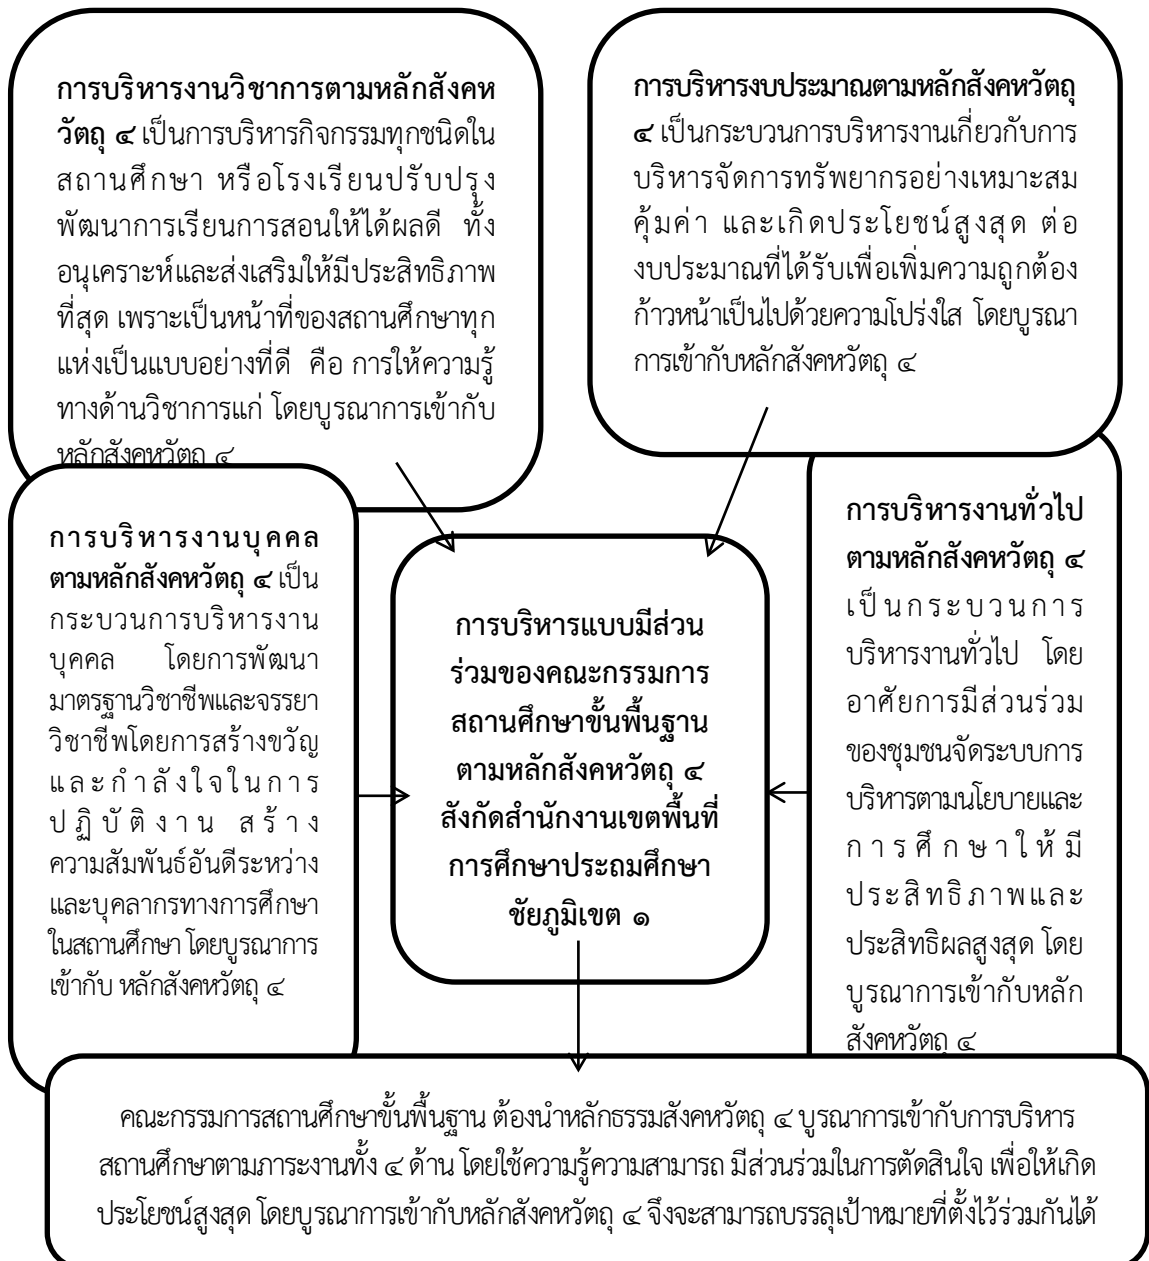 การบริหารงานวิชาการตามหลักสังคห
วัตถุ ๔ เป็นการบริหารกิจกรรมทุกชนิดใน
สถานศึกษา หรือโรงเรียนปรับปรุง
พัฒนาการเรียนการสอนให้ได้ผลดี ทั้ง
อนุเคราะห์และส่งเสริมให้มีประสิทธิภาพ
ที่สุด เพราะเป็นหน้าที่ของสถานศึกษาทุก
แห่งเป็นแบบอย่างที่ดี คือ การให้ความรู้
ทางด้านวิชาการแก่ โดยบูรณาการเข้ากับ
หลักสังคหวัตถุ ๔
การบริหารงบประมาณตามหลักสังคหวัตถุ
๔ เป็นกระบวนการบริหารงานเกี่ยวกับการ
บริหารจัดการทรัพยากรอย่างเหมาะสม
คุ้มค่า และเกิดประโยชน์สูงสุด ต่อ
งบประมาณที่ได้รับเพื่อเพิ่มความถูกต้อง
ก้าวหน้าเป็นไปด้วยความโปร่งใส โดยบูรณา
การเข้ากับหลักสังคหวัตถุ ๔
การบริหารงานบุคคล
ตามหลักสังคหวัตถุ ๔ เป็น
กระบวนการบริหารงาน
บุคคล โดยการพัฒนา
มาตรฐานวิชาชีพและจรรยา
วิชาชีพโดยการสร้างขวัญ
และกำลังใจในการ
ปฏิบัติงาน สร้าง
ความสัมพันธ์อันดีระหว่าง
และบุคลากรทางการศึกษา
ในสถานศึกษา โดยบูรณาการ
เข้ากับ หลักสังคหวัตถุ ๔
การบริหารแบบมีส่วน
ร่วมของคณะกรรมการ
สถานศึกษาขั้นพื้นฐาน
ตามหลักสังคหวัตถุ ๔
สังกัดสำนักงานเขตพื้นที่
การศึกษาประถมศึกษา
ชัยภูมิเขต ๑
การบริหารงานทั่วไป
ตามหลักสังคหวัตถุ ๔
เป็นกระบวนการ
บริหารงานทั่วไป โดย
อาศัยการมีส่วนร่วม
ของชุมชนจัดระบบการ
บริหารตามนโยบายและ
การศึกษาให้มี
ประสิทธิภาพและ
ประสิทธิผลสูงสุด โดย
บูรณาการเข้ากับหลัก
สังคหวัตถุ ๔
คณะกรรมการสถานศึกษาขั้นพื้นฐาน ต้องนำหลักธรรมสังคหวัตถุ ๔ บูรณาการเข้ากับการบริหาร
สถานศึกษาตามภาระงานทั้ง ๔ ด้าน โดยใช้ความรู้ความสามารถ มีส่วนร่วมในการตัดสินใจ เพื่อให้เกิด
ประโยชน์สูงสุด โดยบูรณาการเข้ากับหลักสังคหวัตถุ ๔ จึงจะสามารถบรรลุเป้าหมายที่ตั้งไว้ร่วมกันได้